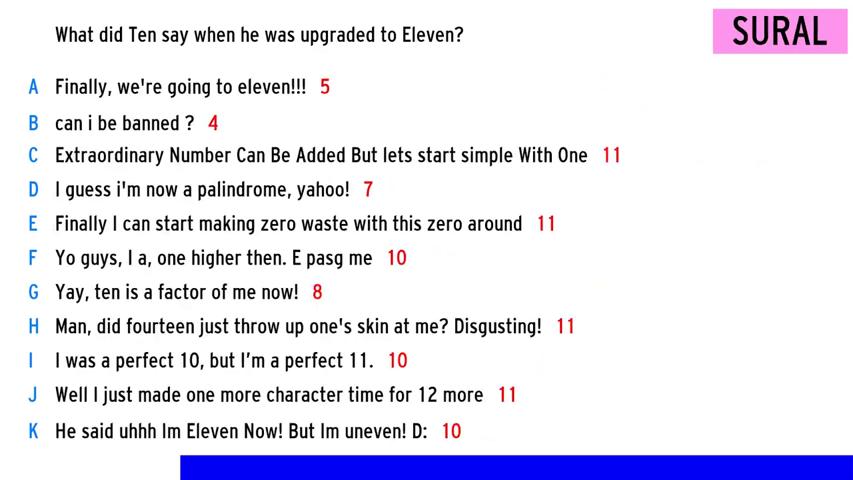 What did Ten say when he was upgraded to Eleven?
SURAL
A Finally, we're going to eleven!!! 5
B can i be banned ? 4
C Extraordinary Number Can Be Added But lets start simple With One 11
D I guess i'm now a palindrome, yahoo! 7
E Finally I can start making zero waste with this zero around 11
F Yo guys, I a, one higher then. E pasg me 10
G Yay, ten is a factor of me now! 8
H Man, did fourteen just throw up one's skin at me? Disgusting! 11
I I was a perfect 10, but I’m a perfect 11. 10
J Well I just made one more character time for 12 more 11
K He said uhhh Im Eleven Now! But Im uneven! D: 10